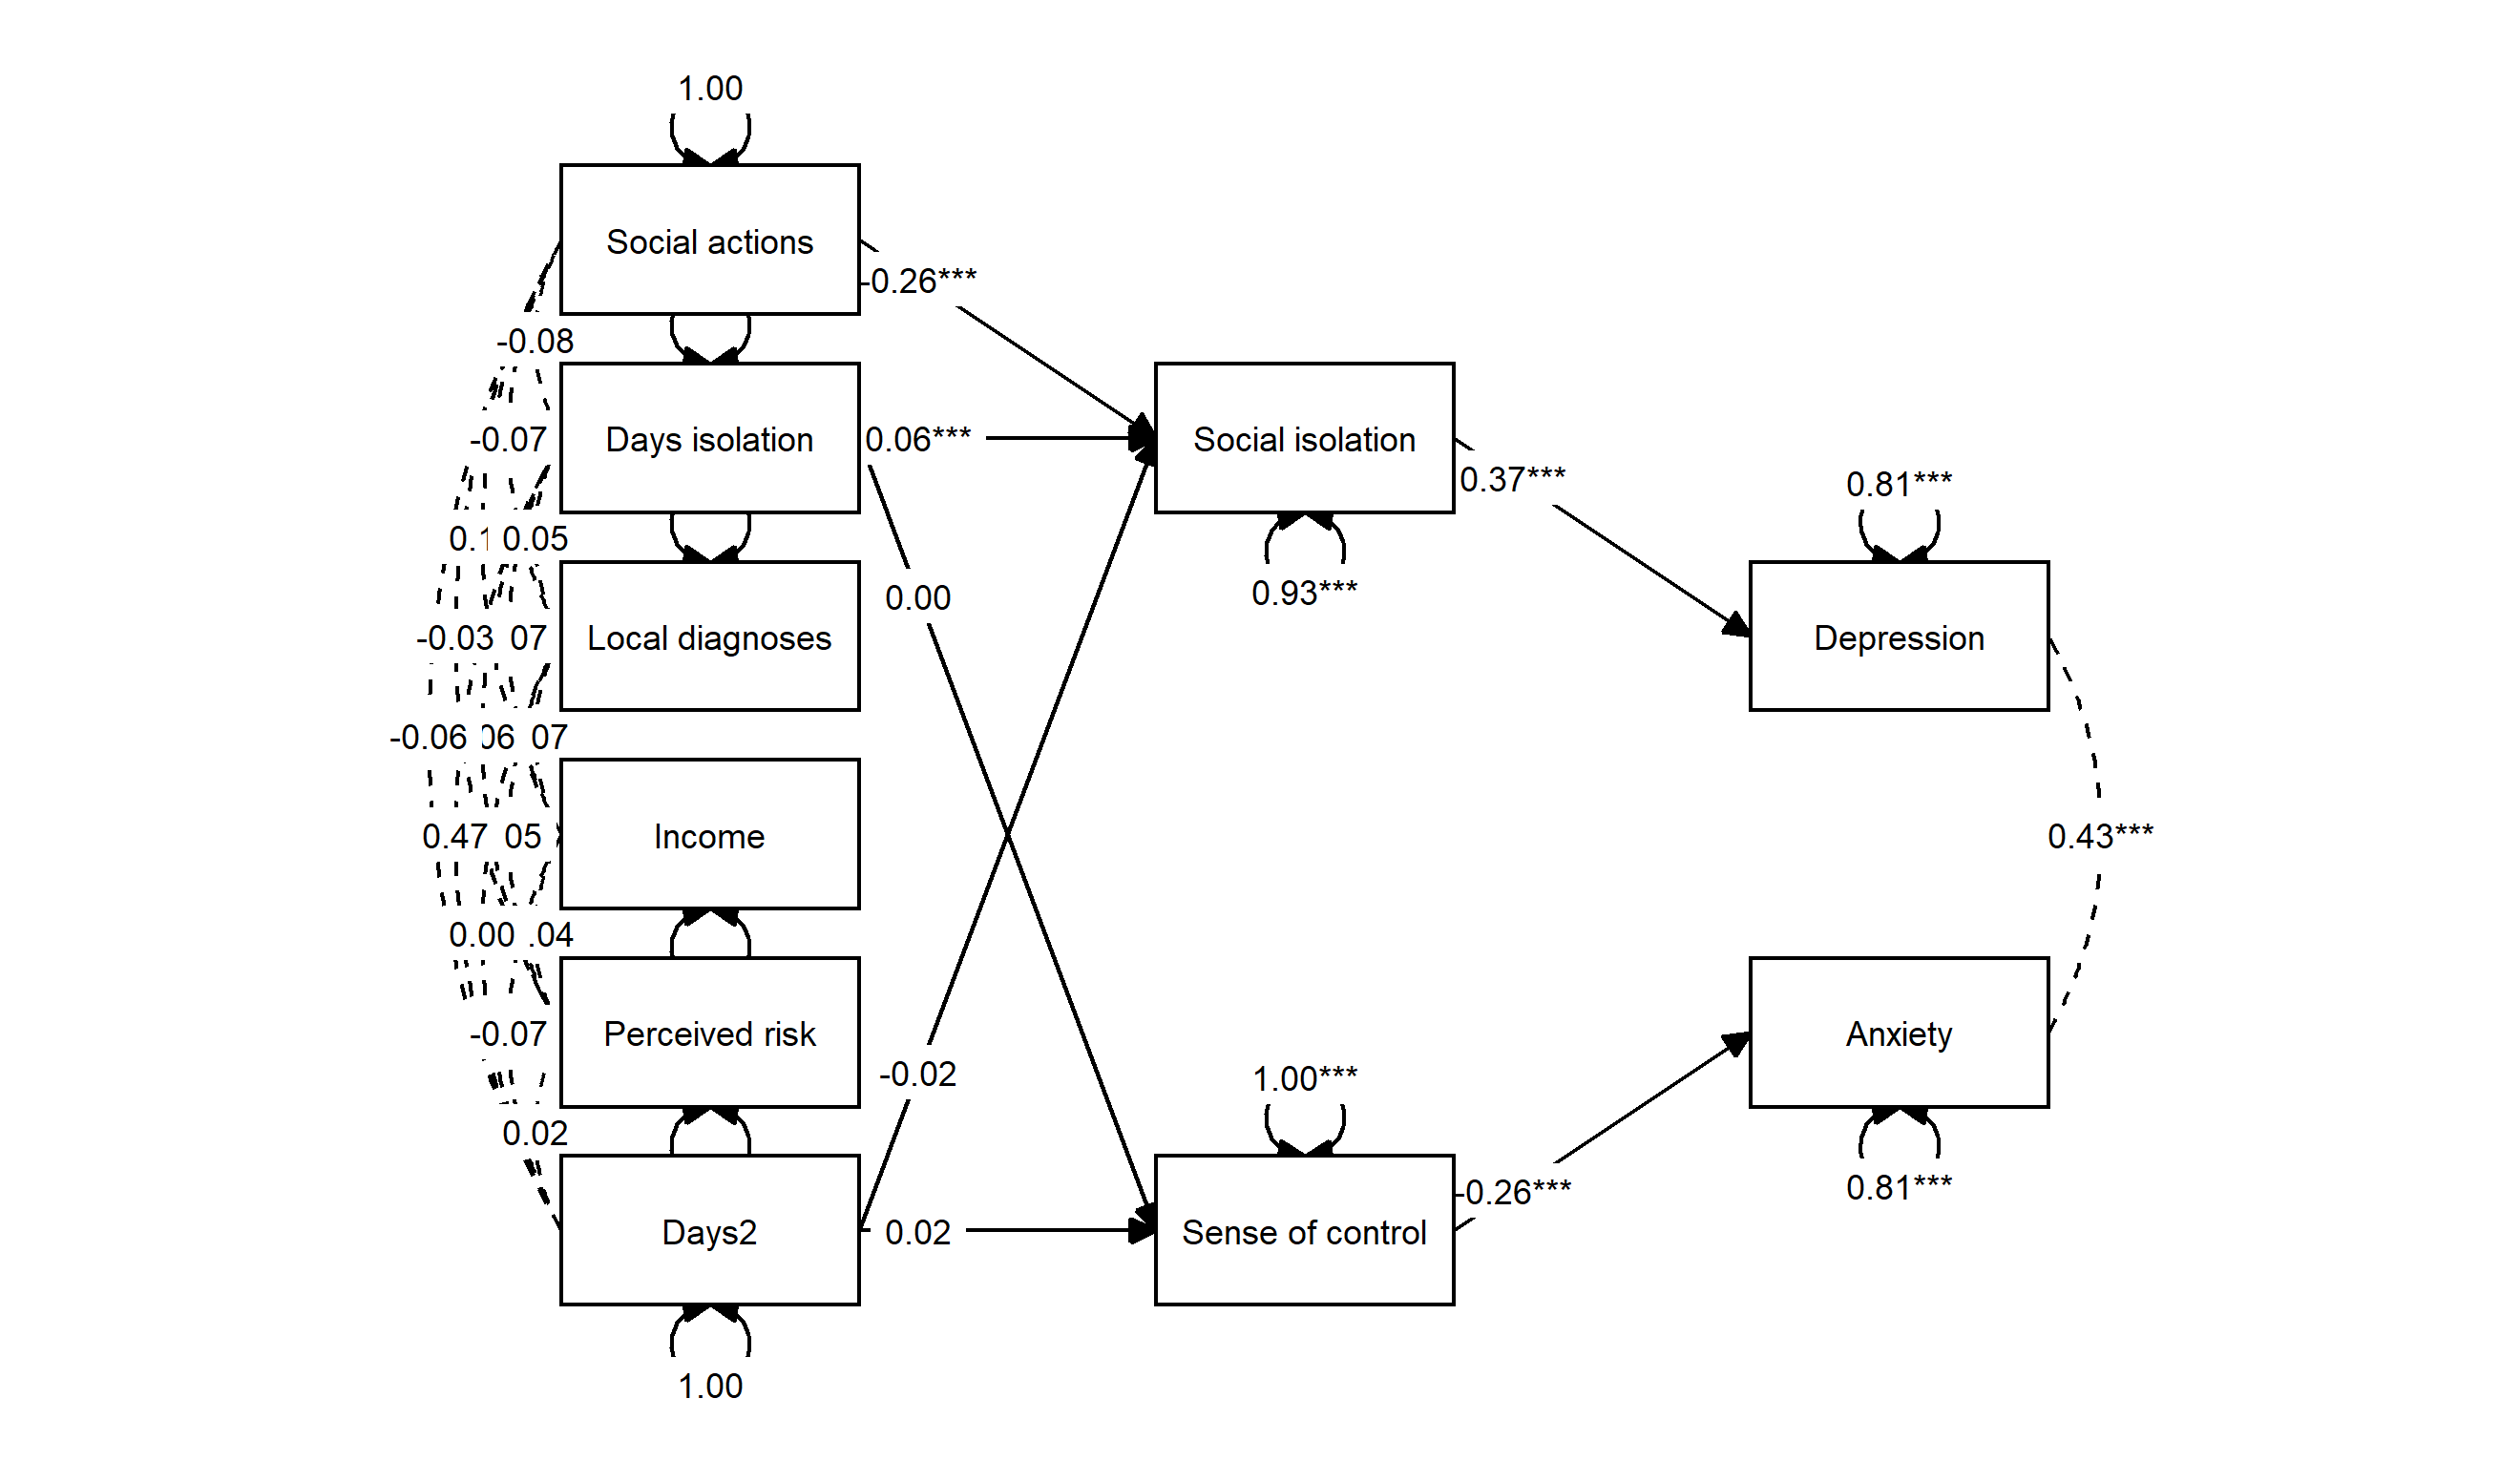 1.00
Social actions
-0.26***
-0.08
Days isolation
-0.07
0.06***
Social isolation
0.37***
0.81***
0.05
0.93***
0.00
Local diagnoses
-0.03
07
Depression
-0.06
07
Income
0.47
05
0.43***
0.00
.04
Perceived risk
-0.07
-0.02
1.00***
Anxiety
0.02
0.81***
-0.26***
Days2
0.02
Sense of control
1.00